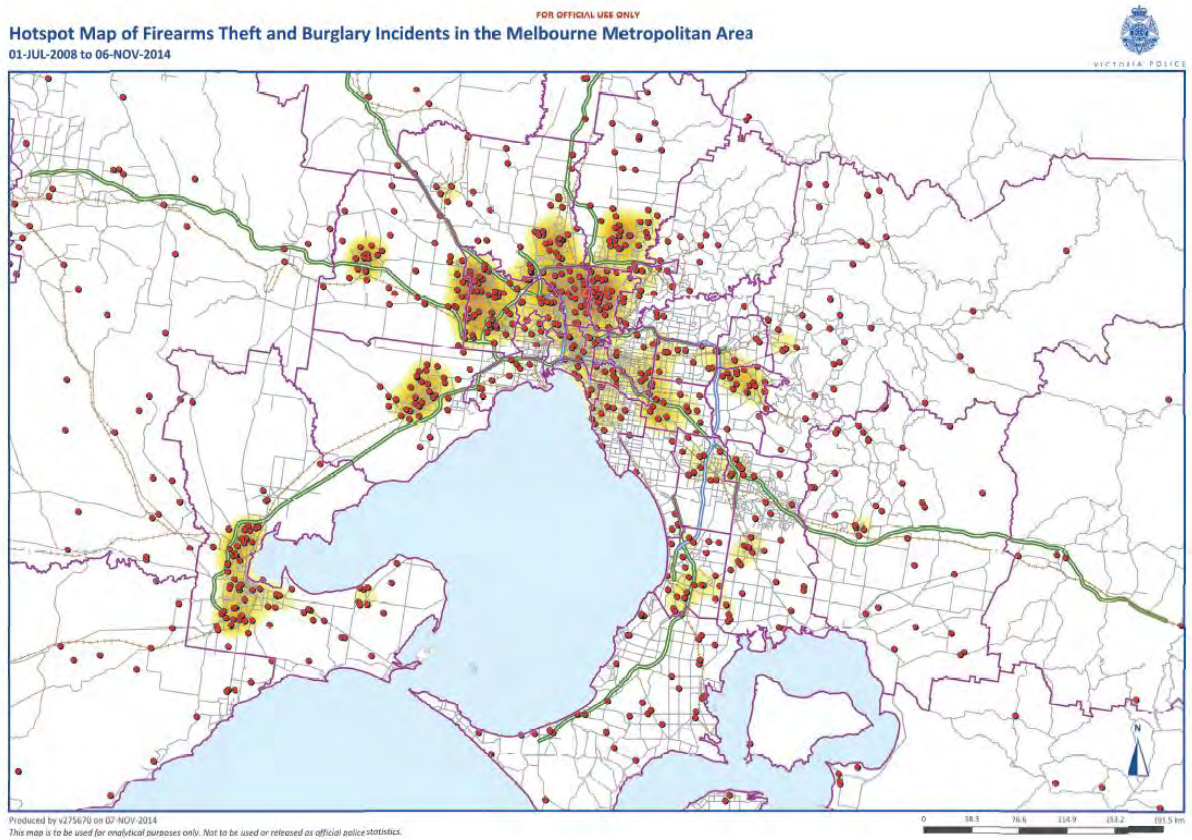 FOR OFFICIAL USE ONLY
Hotspot Map of Firearms Theft and Burglary Incidents in the Melbourne Metropolitan Area
01-JUL-2008 to 06-NOV-2014
VICTORIA POLICE
N
Produced by v275670 on 07-NOV-2014
0 38.3 76.6 114.9 153.2 191.5 km
This map is to be used for analytical purposes only. Not to be used or released as official police statistics.